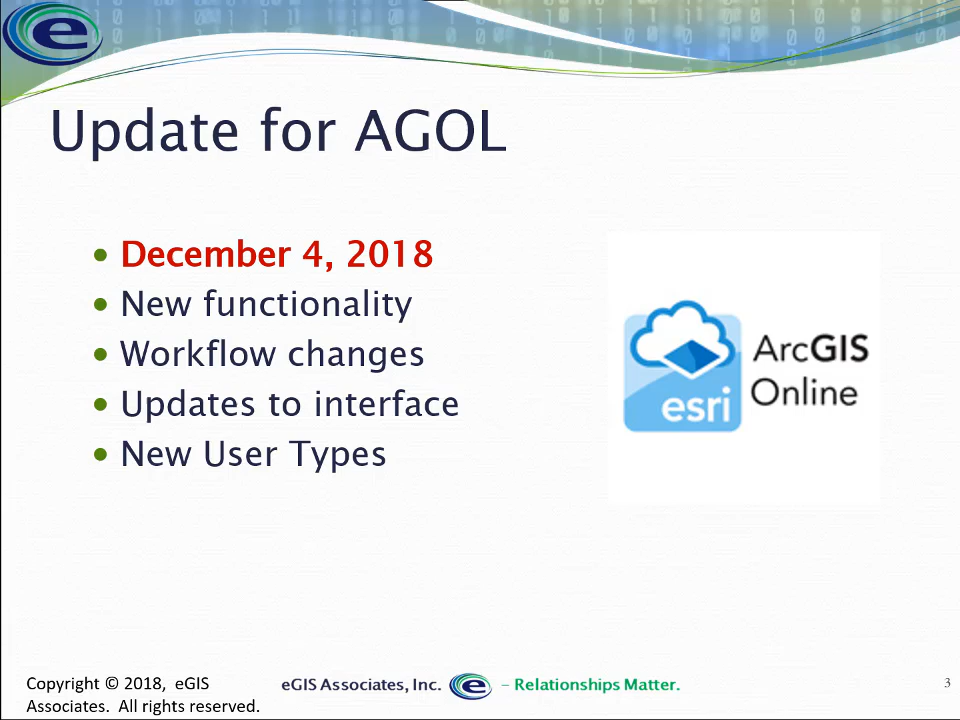 e
Update for AGOL
December 4, 2018
New functionality
Workflow changes
Updates to interface
New User Types
esri
ArcGIS
Online
Copyright © 2018, eGIS
Associates. All rights reserved.
eGIS Associates, Inc. e – Relationships Matter.
3